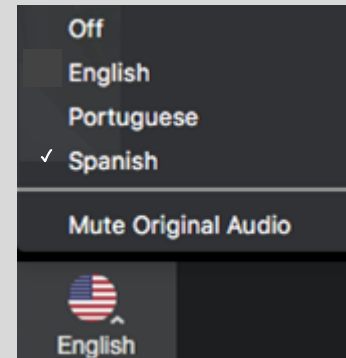 Off
English
Portuguese
✓ Spanish
Mute Original Audio
English